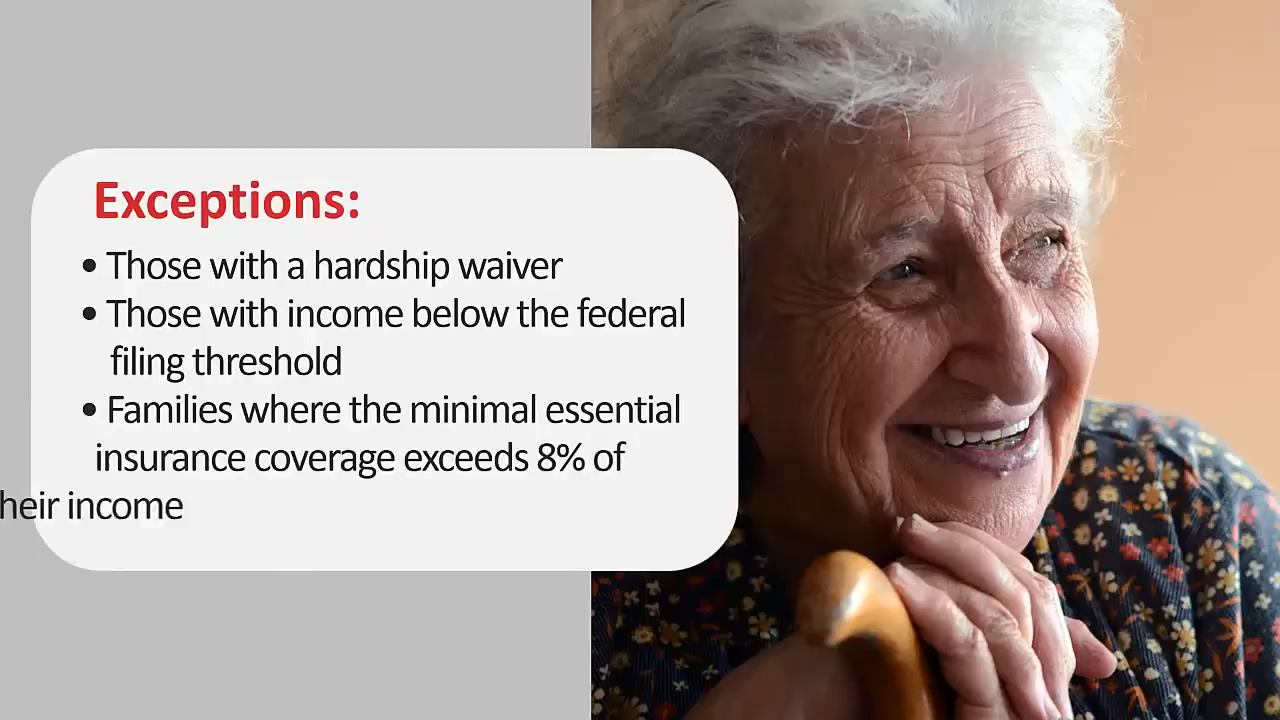 Exceptions:
• Those with a hardship waiver
• Those with income below the federal
filing threshold
• Families where the minimal essential
insurance coverage exceeds 8% of
heir income